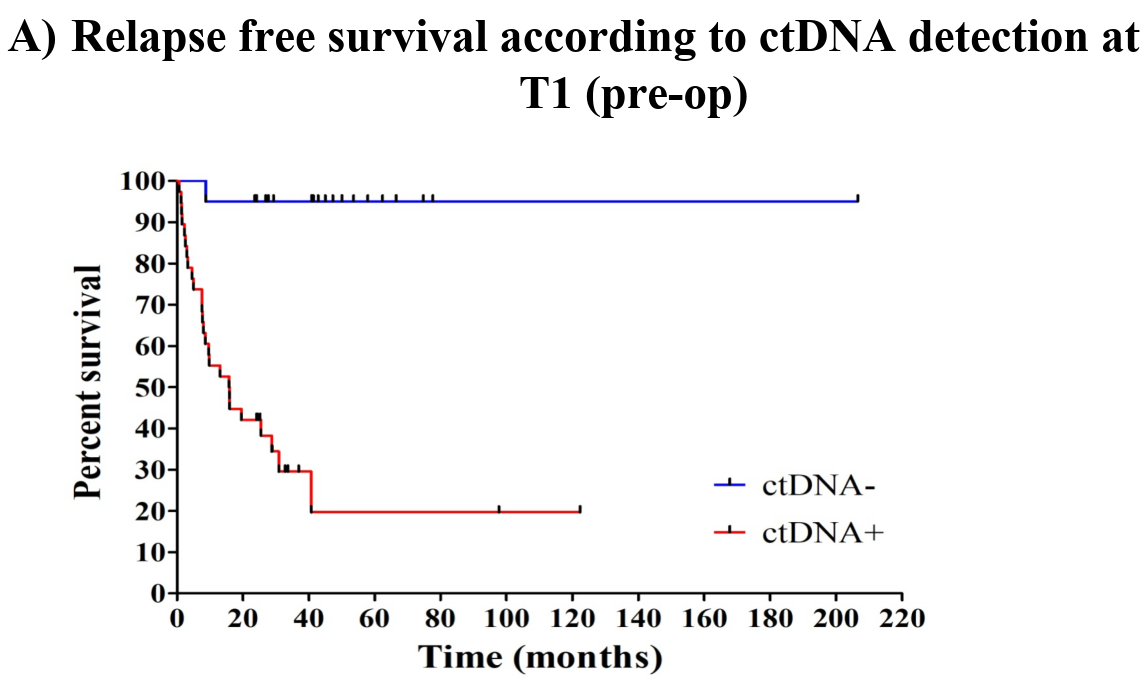 A) Relapse free survival according to ctDNA detection at
T1 (pre-op)
100
90
80
70
60
50
40
30
20
10
0
Percent survival
ctDNA-
ctDNA+
0 20 40 60 80 100 120 140 160 180 200 220
Time (months)